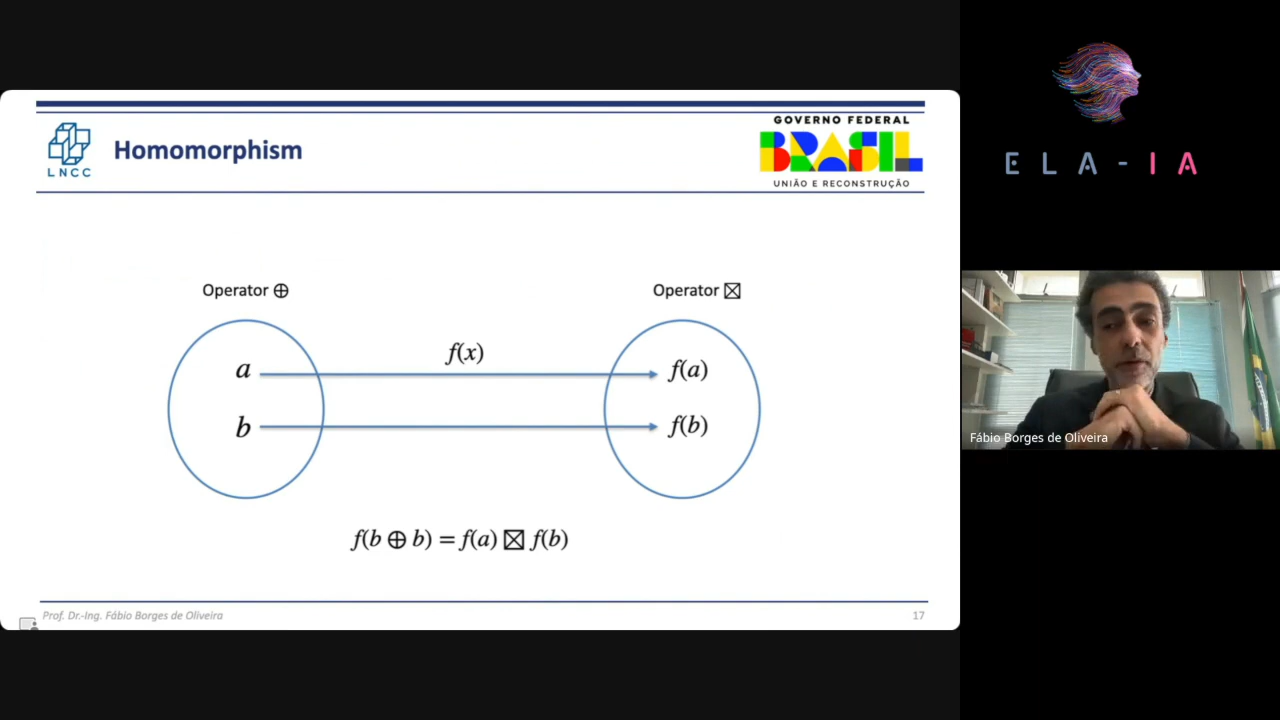 LNCC
Homomorphism
GOVERNO FEDERAL
BRASIL
UNIÃO E RECONSTRUÇÃO
Operator ⊕
Operator ⊠
a
f(x)
f(a)
b
f(b)
f(b ⊕ b) = f(a) ⊠ f(b)
Prof. Dr.-Ing. Fábio Borges de Oliveira
17
ELA-IA
Fábio Borges de Oliveira